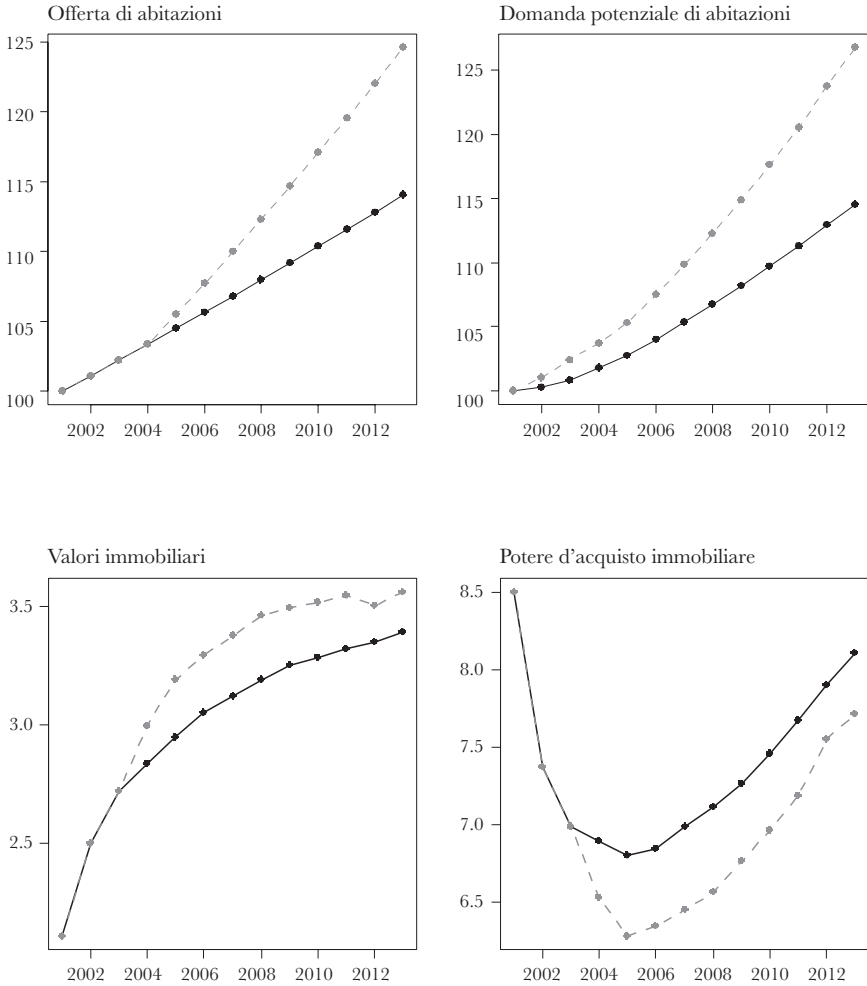 Offerta di abitazioni
125
120
115
110
105
100
2002 2004 2006 2008 2010 2012
Domanda potenziale di abitazioni
125
120
115
110
105
100
2002 2004 2006 2008 2010 2012
Valori immobiliari
3.5
3.0
2.5
2002 2004 2006 2008 2010 2012
Potere d'acquisto immobiliare
8.5
8.0
7.5
7.0
6.5
2002 2004 2006 2008 2010 2012